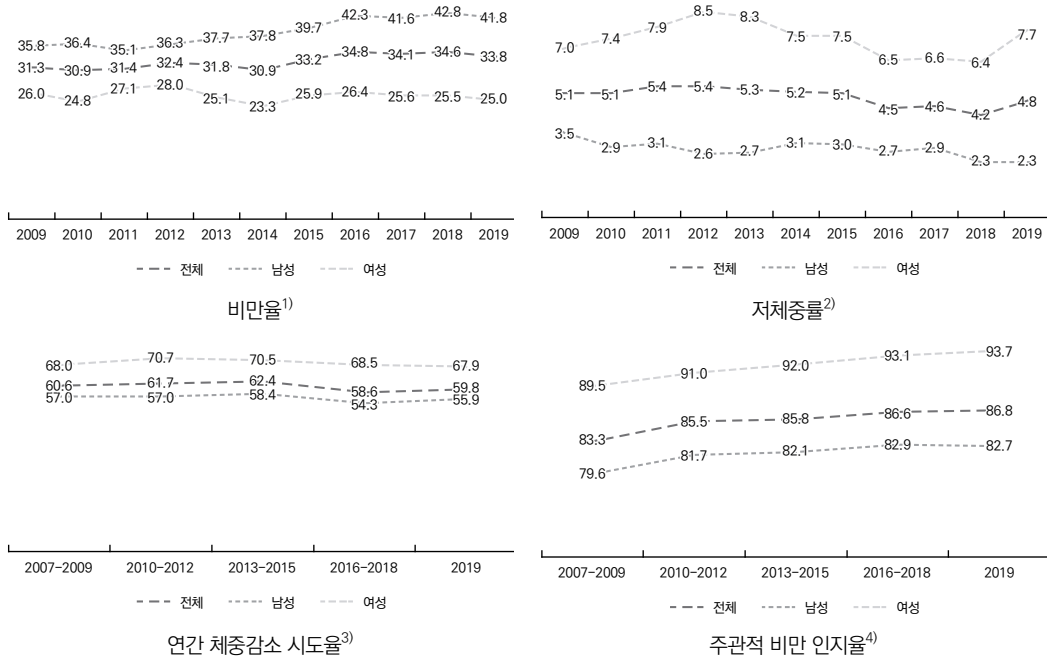 42.3 41.6 42.8 41.8
35.8 36.4 35.1 36.3 37.7 37.8 39.7
31.3 30.9 31.4 32.4 31.8 30.9 33.2 34.8 34.1 34.6 33.8
26.0 24.8 27.1 28.0 25.1 23.3 25.9 26.4 25.6 25.5 25.0
2009 2010 2011 2012 2013 2014 2015 2016 2017 2018 2019
전체 남성 여성
비만율1)
7.0 7.4 7.9 8.5 8.3 7.5 7.5 6.5 6.6 6.4 7.7
5.1 5.1 5.4 5.4 5.3 5.2 5.1 4.5 4.6 4.2 4.8
3.5 2.9 3.1 2.6 2.7 3.1 3.0 2.7 2.9 2.3 2.3
2009 2010 2011 2012 2013 2014 2015 2016 2017 2018 2019
전체 남성 여성
저체중률2)
68.0 70.7 70.5 68.5 67.9
60.6 61.7 62.4 58.6 59.8
57.0 57.0 58.4 54.3 55.9
2007-2009 2010-2012 2013-2015 2016-2018 2019
전체 남성 여성
연간 체중감소 시도율3)
89.5 91.0 92.0 93.1 93.7
83.3 85.5 85.8 86.6 86.8
79.6 81.7 82.1 82.9 82.7
2007-2009 2010-2012 2013-2015 2016-2018 2019
전체 남성 여성
주관적 비만 인지율4)